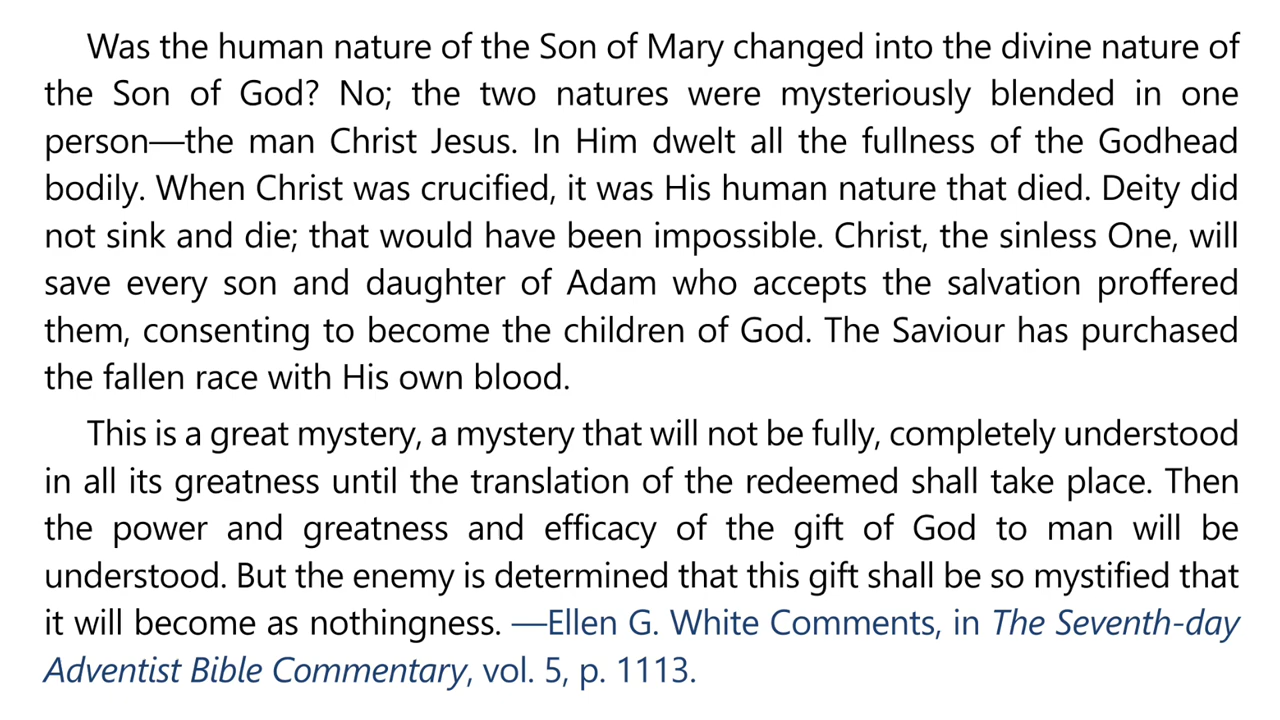 Was the human nature of the Son of Mary changed into the divine nature of
the Son of God? No; the two natures were mysteriously blended in one
person—the man Christ Jesus. In Him dwelt all the fullness of the Godhead
bodily. When Christ was crucified, it was His human nature that died. Deity did
not sink and die; that would have been impossible. Christ, the sinless One, will
save every son and daughter of Adam who accepts the salvation proffered
them, consenting to become the children of God. The Saviour has purchased
the fallen race with His own blood.
This is a great mystery, a mystery that will not be fully, completely understood
in all its greatness until the translation of the redeemed shall take place. Then
the power and greatness and efficacy of the gift of God to man will be
understood. But the enemy is determined that this gift shall be so mystified that
it will become as nothingness. —Ellen G. White Comments, in The Seventh-day
Adventist Bible Commentary, vol. 5, p. 1113.